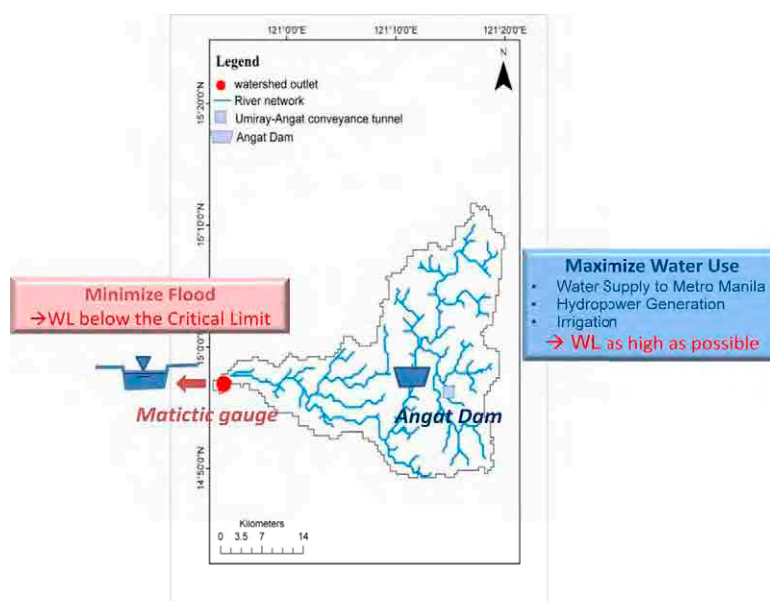 121°0'0"E
121°10'0"E
121°20'0"E
N
Legend
watershed outlet
River network
Umiray-Angat conveyance tunnel
Angat Dam
15°20'0"N
15°10'0"N
15°0'0"N
14°50'0"N
Minimize Flood
→WL below the Critical Limit
Maximize Water Use
• Water Supply to Metro Manila
• Hydropower Generation
• Irrigation
→ WL as high as possible
Matictic gauge
Angat Dam
Kilometers
0 3.5 7 14